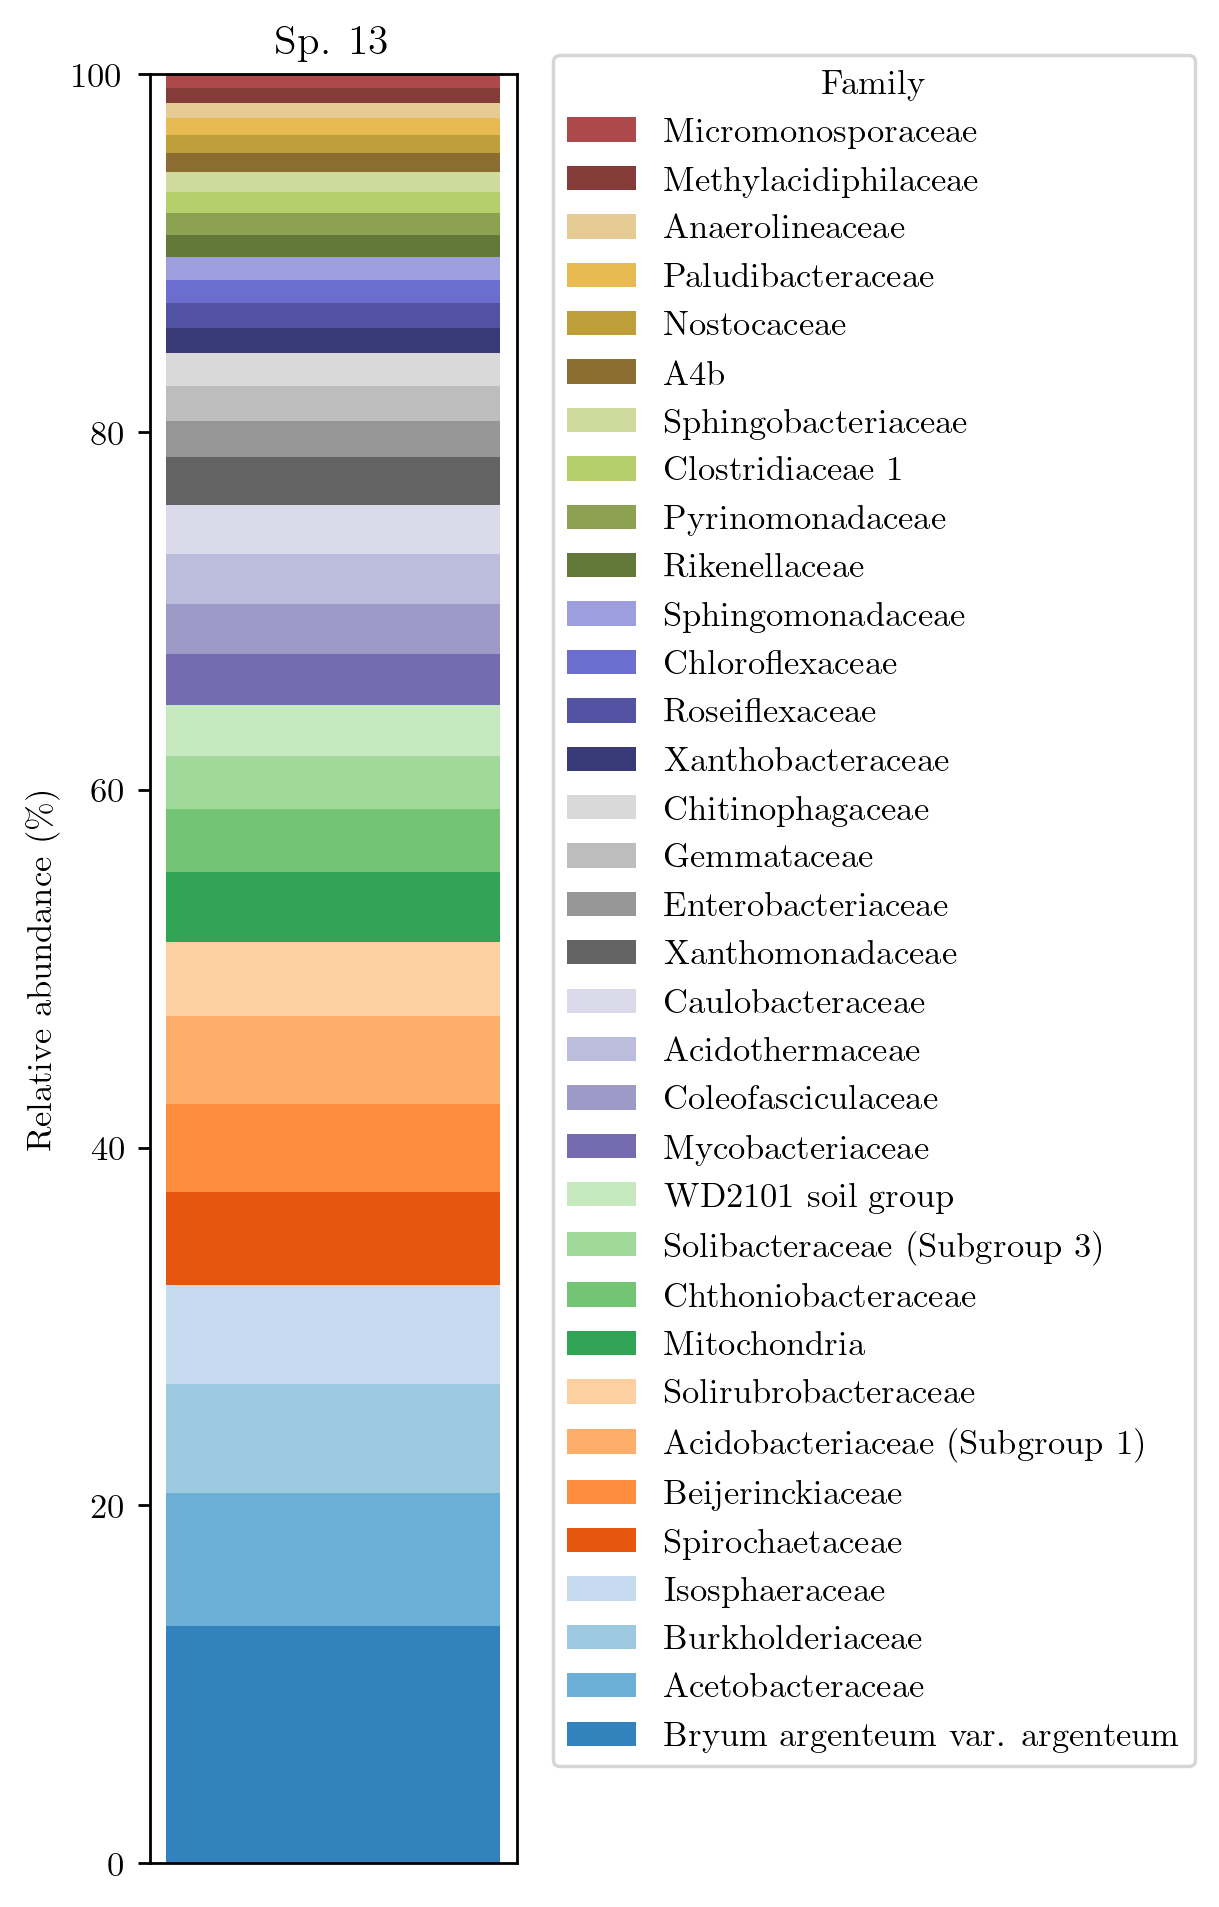 Sp. 13
100
80
60
40
20
0
Relative abundance (%)
Family
Micromonosporaceae
Methylacidiphilaceae
Anaerolineaceae
Paludibacteraceae
Nostocaceae
A4b
Sphingobacteriaceae
Clostridiaceae 1
Pyrinomonadaceae
Rikenellaceae
Sphingomonadaceae
Chloroflexaceae
Roseiflexaceae
Xanthobacteraceae
Chitinophagaceae
Gemmataceae
Enterobacteriaceae
Xanthomonadaceae
Caulobacteraceae
Acidothermaceae
Coleofasciculaceae
Mycobacteriaceae
WD2101 soil group
Solibacteraceae (Subgroup 3)
Chthoniobacteraceae
Mitochondria
Solirubrobacteraceae
Acidobacteriaceae (Subgroup 1)
Beijerinckiaceae
Spirochaetaceae
Isosphaeraceae
Burkholderiaceae
Acetobacteraceae
Bryum argenteum var. argenteum